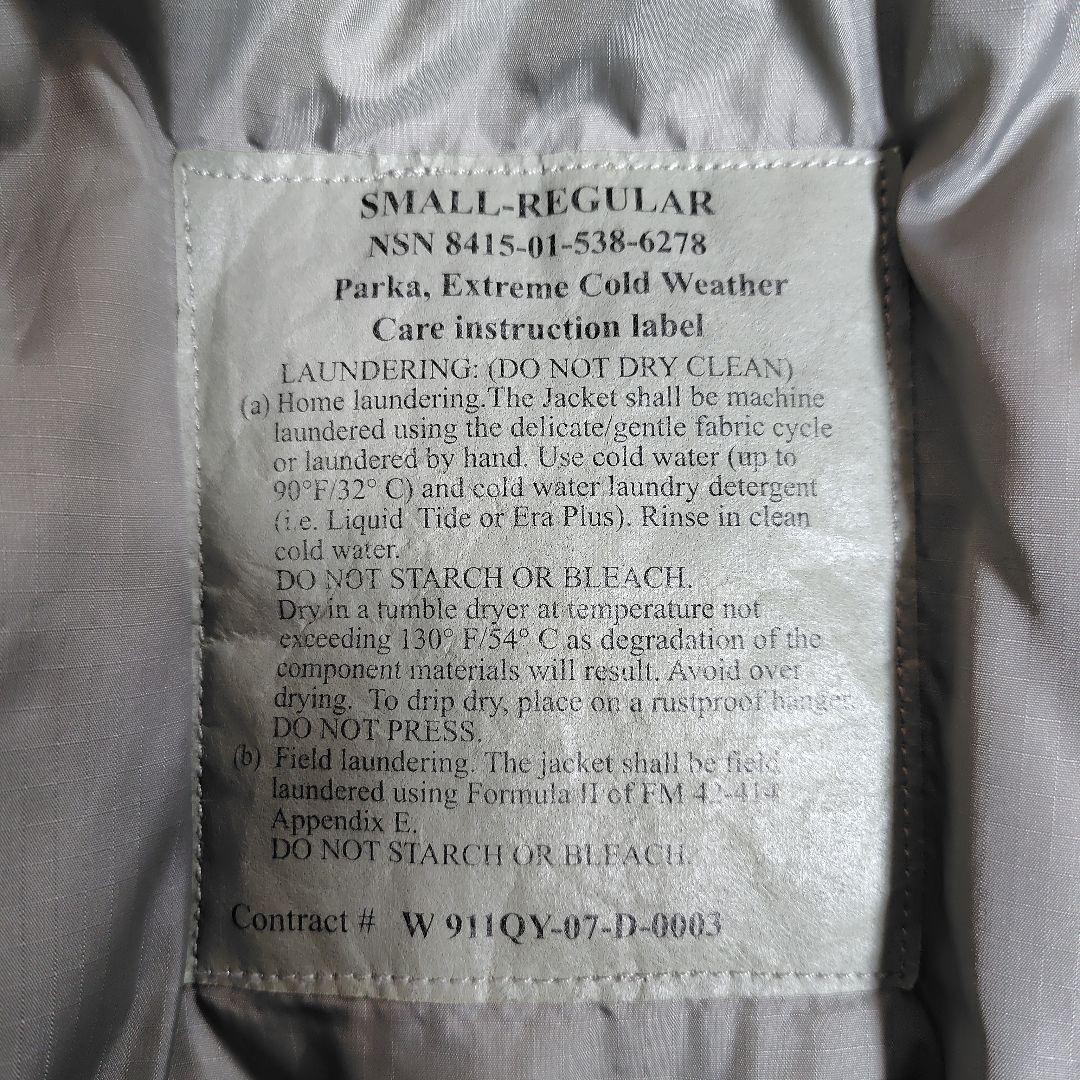 SMALL-REGULAR
NSN 8415-01-538-6278
Parka, Extreme Cold Weather
Care instruction label
LAUNDERING: (DO NOT DRY CLEAN)
(a) Home laundering.The Jacket shall be machine
laundered using the delicate/gentle fabric cycle
or laundered by hand. Use cold water (up to
90°F/32° C) and cold water laundry detergent
(i.e. Liquid Tide or Era Plus). Rinse in clean
cold water.
DO NOT STARCH OR BLEACH.
Dry in a tumble dryer at temperature not
exceeding 130° F/54° C as degradation of the
component materials will result. Avoid over
drying. To drip dry, place on a rustproof hanger.
DO NOT PRESS.
(b) Field laundering. The jacket shall be field
laundered using Formula II of FM 42-414
Appendix E.
DO NOT STARCH OR BLEACH.
Contract # W 911QY-07-D-0003